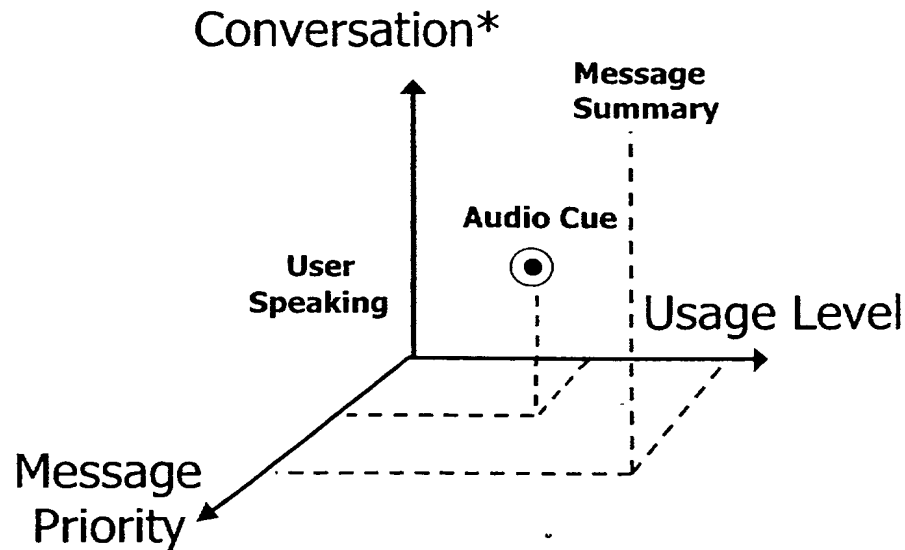 Conversation*
Message
Summary
Audio Cue
User
Speaking
Usage Level
Message
Priority